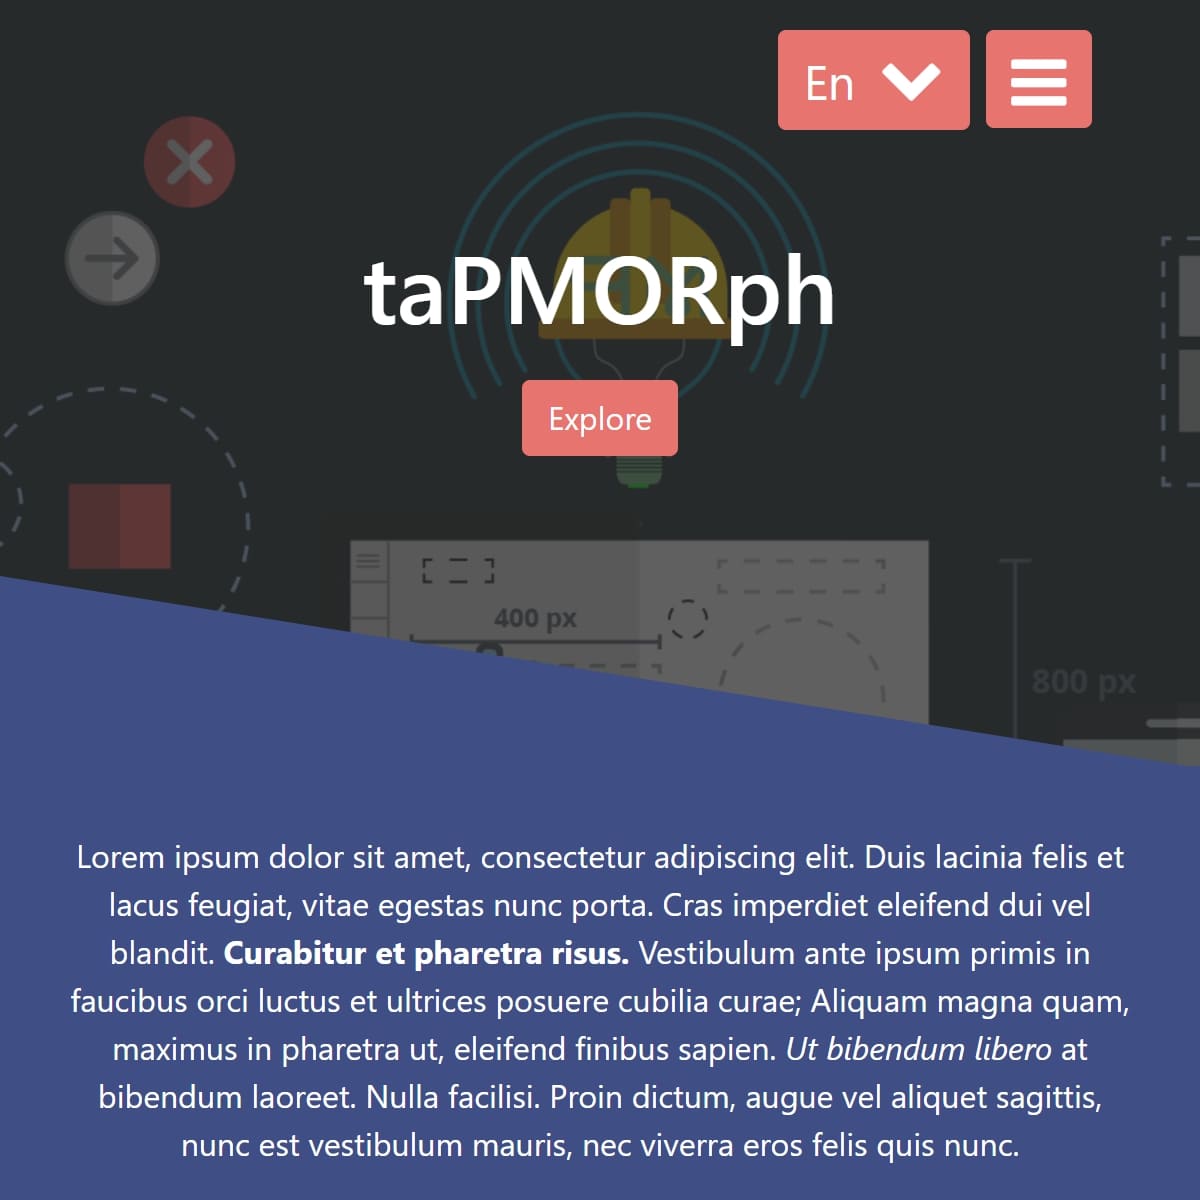 En
taPMORph
Explore
400 px
800 px
Lorem ipsum dolor sit amet, consectetur adipiscing elit. Duis lacinia felis et
lacus feugiat, vitae egestas nunc porta. Cras imperdiet eleifend dui vel
blandit. Curabitur et pharetra risus. Vestibulum ante ipsum primis in
faucibus orci luctus et ultrices posuere cubilia curae; Aliquam magna quam,
maximus in pharetra ut, eleifend finibus sapien. Ut bibendum libero at
bibendum laoreet. Nulla facilisi. Proin dictum, augue vel aliquet sagittis,
nunc est vestibulum mauris, nec viverra eros felis quis nunc.